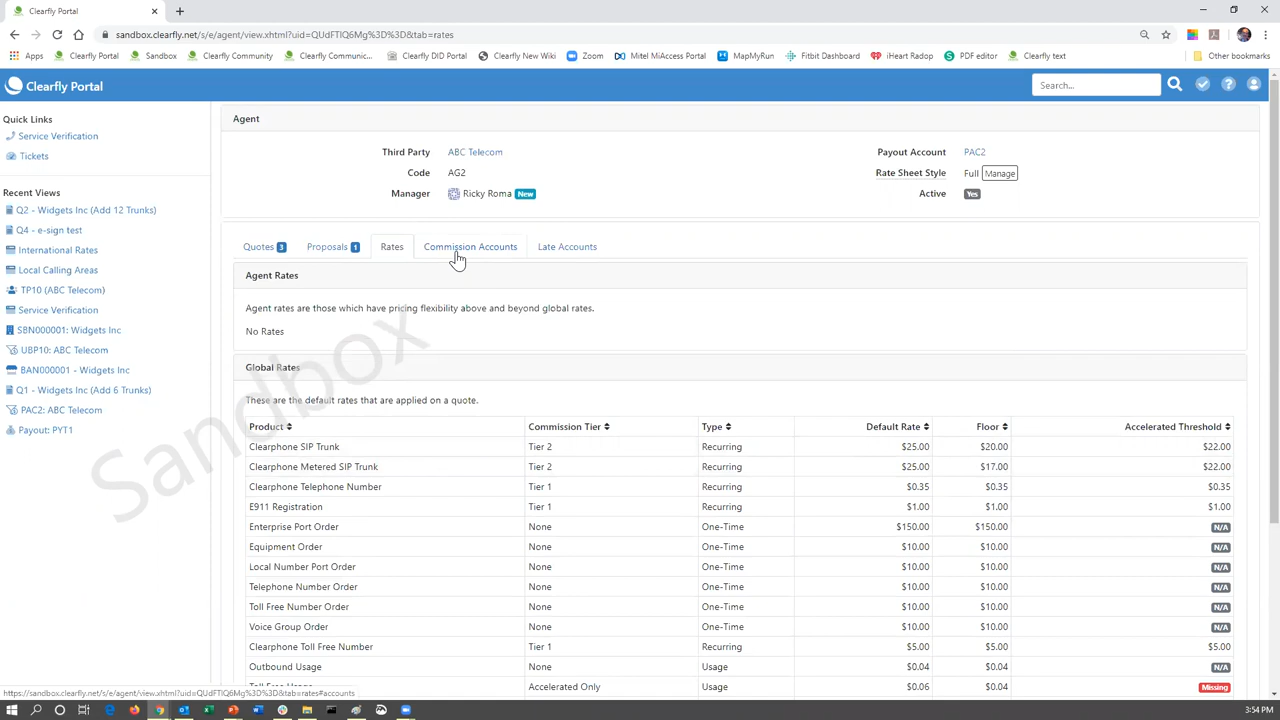 Clearfly Portal
sandbox.clearfly.net/s/e/agent/view.xhtml?uid=QUdFTlQ6Mg%3D%3D&tab=rates
Apps Clearfly Portal Sandbox Clearfly Community Clearfly Communic... Clearfly DID Portal Clearfly New Wiki Zoom Mitel MiAccess Portal MapMyRun Fitbit Dashboard iHeart Radop PDF editor Clearfly text Other bookmarks
Clearfly Portal
Search...
Quick Links
Service Verification
Tickets
Recent Views
Q2 - Widgets Inc (Add 12 Trunks)
Q4 - e-sign test
International Rates
Local Calling Areas
TP10 (ABC Telecom)
Service Verification
SBN000001: Widgets Inc
UBP10: ABC Telecom
BAN000001 - Widgets Inc
Q1 - Widgets Inc (Add 6 Trunks)
PAC2: ABC Telecom
Payout: PYT1
Agent
Third Party ABC Telecom Payout Account PAC2
Code AG2 Rate Sheet Style Full Manage
Manager Ricky Roma New Active Yes
Quotes 3 Proposals 1 Rates Commission Accounts Late Accounts
Agent Rates
Agent rates are those which have pricing flexibility above and beyond global rates.
No Rates
Global Rates
These are the default rates that are applied on a quote.
Product Commission Tier Type Default Rate Floor Accelerated Threshold
Clearphone SIP Trunk Tier 2 Recurring $25.00 $20.00 $22.00
Clearphone Metered SIP Trunk Tier 2 Recurring $25.00 $17.00 $22.00
Clearphone Telephone Number Tier 1 Recurring $0.35 $0.35 $0.35
E911 Registration Tier 1 Recurring $1.00 $1.00 $1.00
Enterprise Port Order None One-Time $150.00 $150.00 N/A
Equipment Order None One-Time $10.00 $10.00 N/A
Local Number Port Order None One-Time $10.00 $10.00 N/A
Telephone Number Order None One-Time $10.00 $10.00 N/A
Toll Free Number Order None One-Time $10.00 $10.00 N/A
Voice Group Order None One-Time $10.00 $10.00 N/A
Clearphone Toll Free Number Tier 1 Recurring $5.00 $5.00 $5.00
Outbound Usage None Usage $0.04 $0.04 N/A
Toll Free Usage Accelerated Only Usage $0.06 $0.04 Missing
Sandbox
https://sandbox.clearfly.net/s/e/agent/view.xhtml?uid=QUdFTlQ6Mg%3D%3D&tab=rates#accounts
3:54 PM